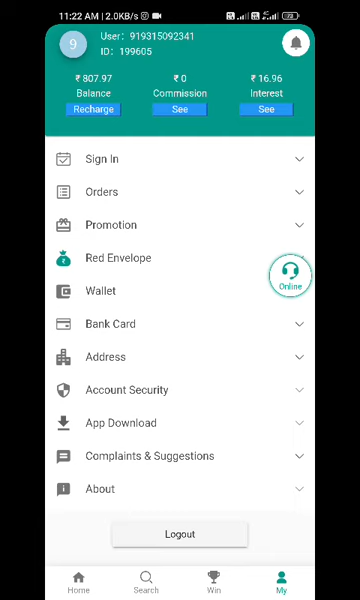 11:22 AM | 2.0KB/s
9
User: 919315092341
ID: 199605
₹ 807.97
₹ 0
₹ 16.96
Balance
Commission
Interest
Recharge
See
See
Sign In
Orders
Promotion
Red Envelope
Online
Wallet
Bank Card
Address
Account Security
App Download
Complaints & Suggestions
About
Logout
Home
Search
Win
My